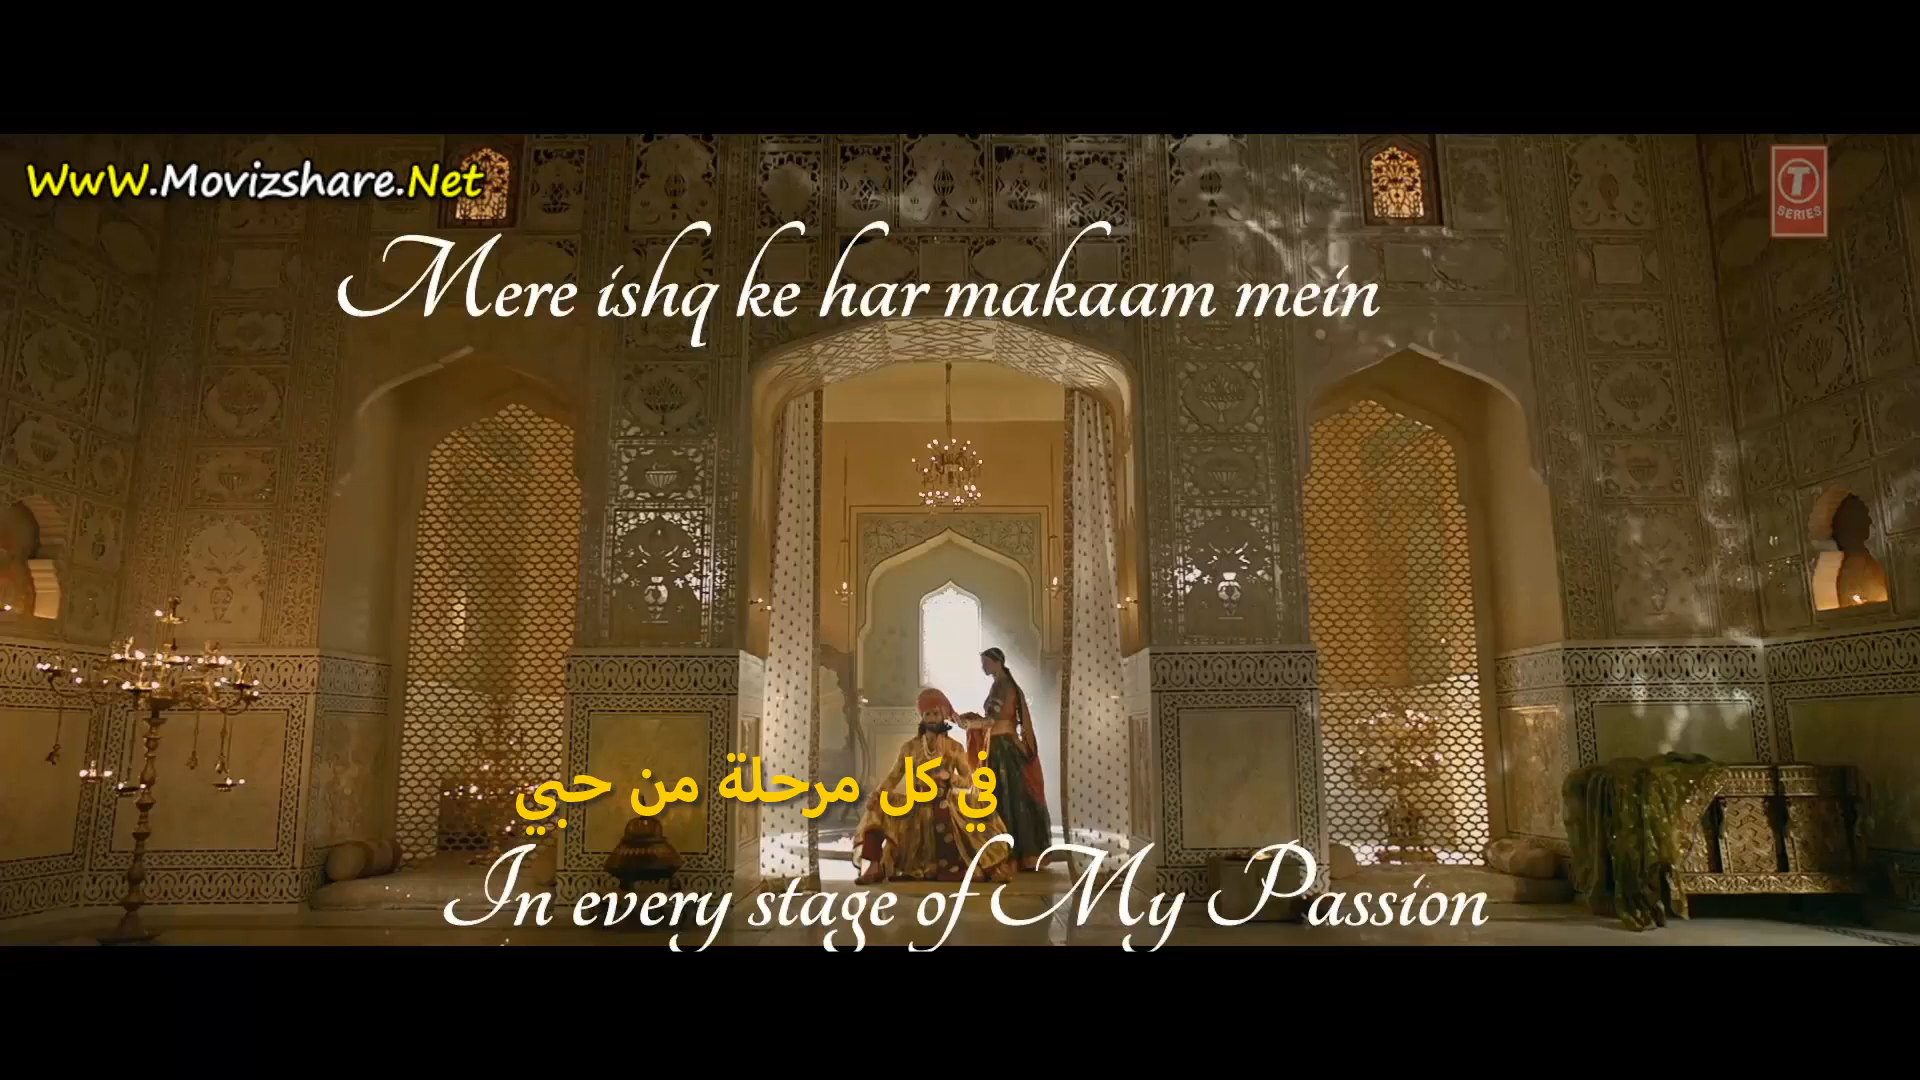 WwW.Movizshare.Net
T
SERIES
Mere ishq ke har makaam mein
في كل مرحلة من حبي
In every stage of My Passion